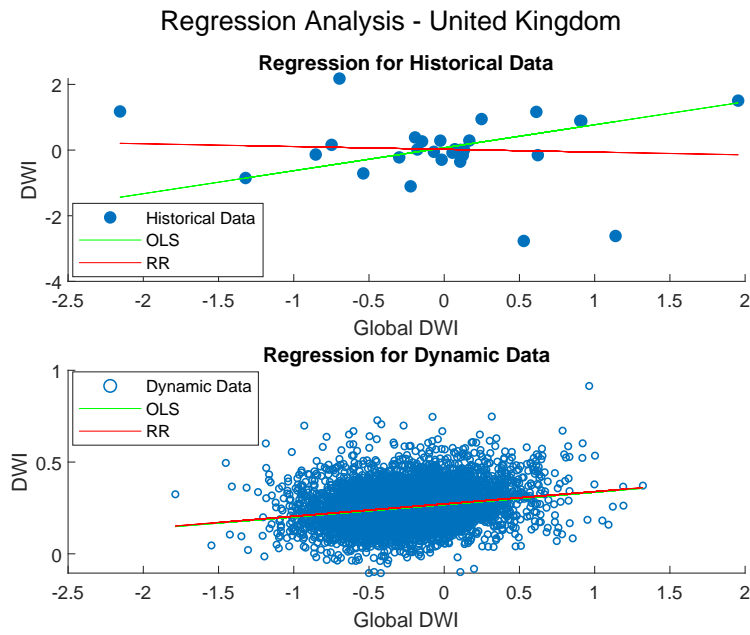 Regression Analysis - United Kingdom
Regression for Historical Data
2
0
-2
-4
DWI
Historical Data
OLS
RR
-2.5 -2 -1.5 -1 -0.5 0 0.5 1 1.5 2
Global DWI
Regression for Dynamic Data
1
0.5
0
DWI
Dynamic Data
OLS
RR
-2.5 -2 -1.5 -1 -0.5 0 0.5 1 1.5 2
Global DWI